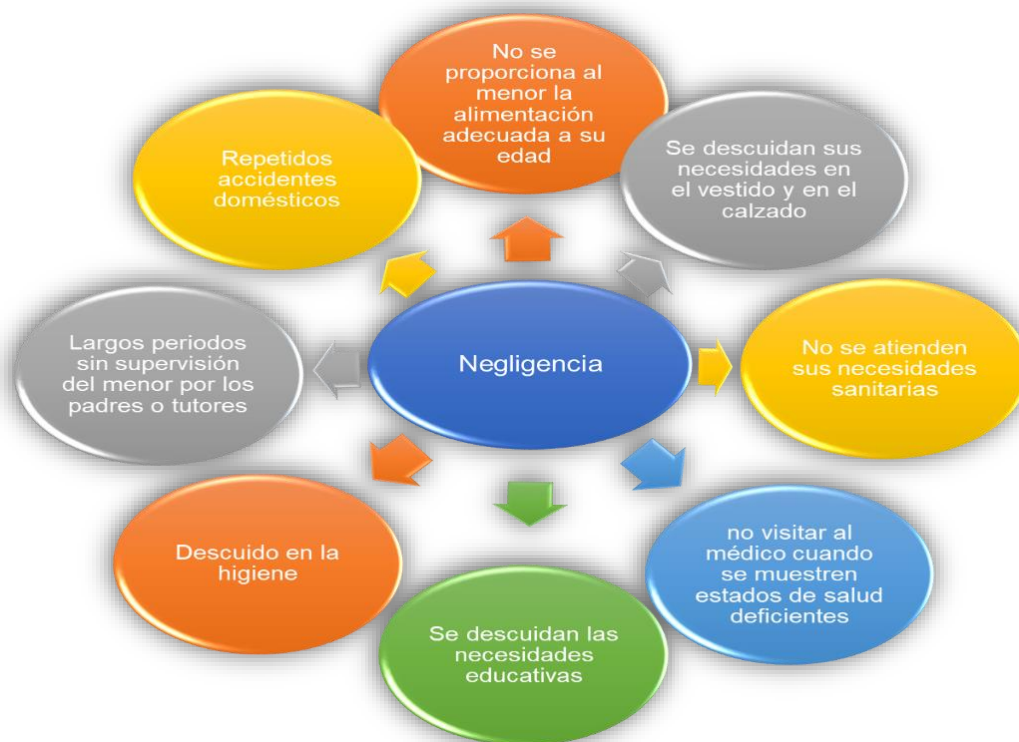 No se
proporciona al
menor la
alimentación
adecuada a su
edad
Se descuidan sus
necesidades en
el vestido y en el
calzado
No se atienden
sus necesidades
sanitarias
no visitar al
médico cuando
se muestren
estados de salud
deficientes
Se descuidan las
necesidades
educativas
Descuido en la
higiene
Largos periodos
sin supervisión
del menor por los
padres o tutores
Repetidos
accidentes
domésticos
Negligencia